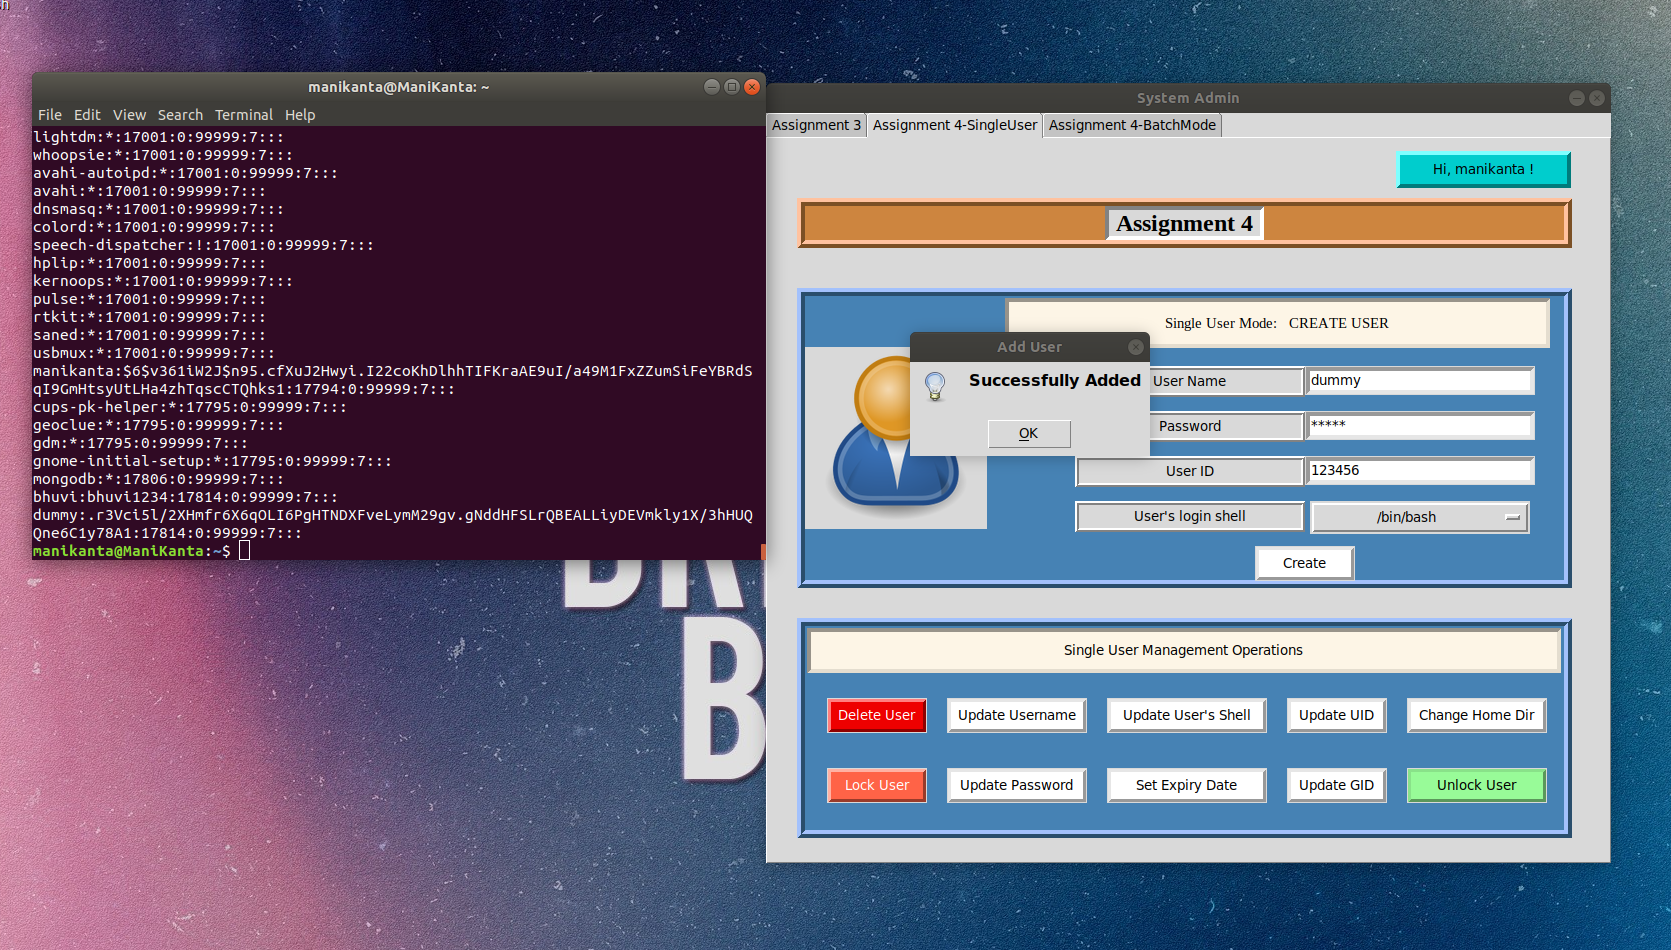 manikanta@ManiKanta: ~
File Edit View Search Terminal Help
lightdm:*:17001:0:99999:7:::
whoopsie:*:17001:0:99999:7:::
avahi-autoipd:*:17001:0:99999:7:::
avahi:*:17001:0:99999:7:::
dnsmasq:*:17001:0:99999:7:::
colord:*:17001:0:99999:7:::
speech-dispatcher:!:17001:0:99999:7:::
hplip:*:17001:0:99999:7:::
kernoops:*:17001:0:99999:7:::
pulse:*:17001:0:99999:7:::
rtkit:*:17001:0:99999:7:::
saned:*:17001:0:99999:7:::
usbmux:*:17001:0:99999:7:::
manikanta:$6$v361iW2J$n95.cfXuJ2Hwyi.I22coKhDlhhTIFKraAE9uI/a49M1FxZZumSiFeYBRdS
qI9GmHtsyUtLHa4zhTqscCTQhks1:17794:0:99999:7:::
cups-pk-helper:*:17795:0:99999:7:::
geoclue:*:17795:0:99999:7:::
gdm:*:17795:0:99999:7:::
gnome-initial-setup:*:17795:0:99999:7:::
mongodb:*:17806:0:99999:7:::
bhuvi:bhuvi1234:17814:0:99999:7:::
dummy:.r3Vci5l/2XHmfr6X6qOLI6PgHTNDXFveLymM29gv.gNddHFSLrQBEALLiyDEVmkly1X/3hHUQ
Qne6C1y78A1:17814:0:99999:7:::
manikanta@ManiKanta:~$
System Admin
Assignment 3 Assignment 4-SingleUser Assignment 4-BatchMode
Hi, manikanta !
Assignment 4
Single User Mode: CREATE USER
Add User
Successfully Added
OK
User Name dummy
Password *****
User ID 123456
User's login shell /bin/bash
Create
Single User Management Operations
Delete User Update Username Update User's Shell Update UID Change Home Dir
Lock User Update Password Set Expiry Date Update GID Unlock User